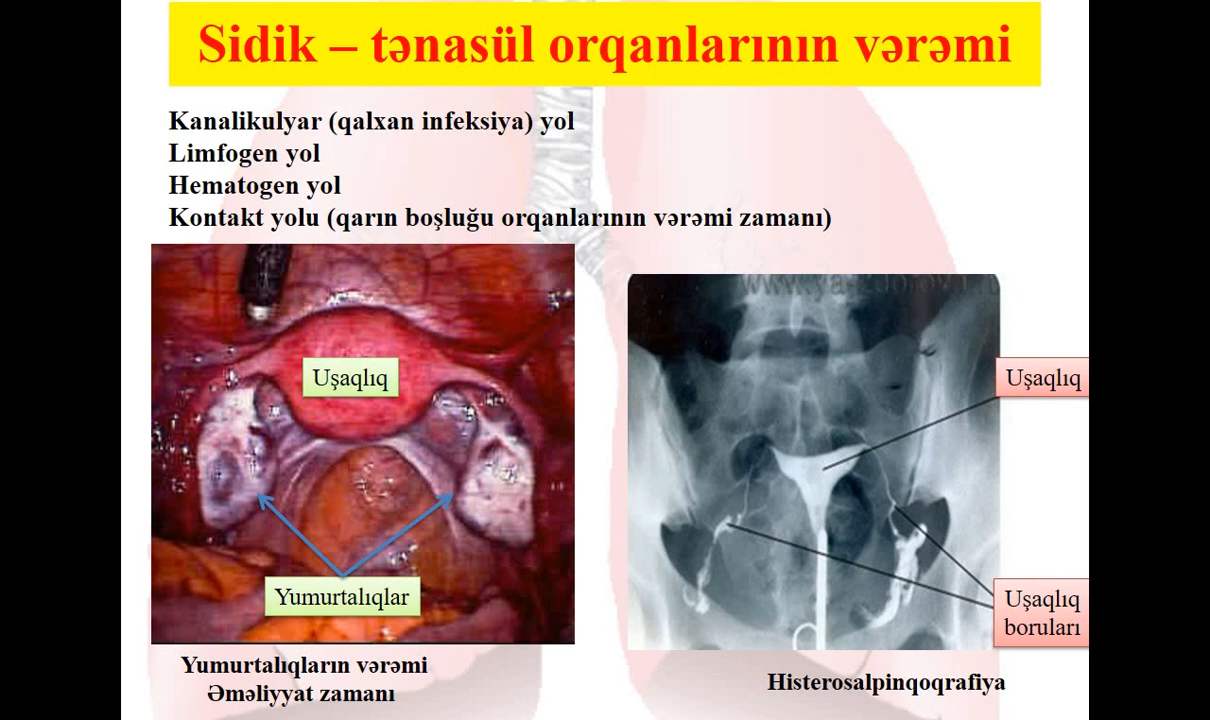 Sidik – tənasül orqanlarının vərəmi
Kanalikulyar (qalxan infeksiya) yol
Limfogen yol
Hematogen yol
Kontakt yolu (qarın boşluğu orqanlarının vərəmi zamanı)
Uşaqlıq
Yumurtalıqlar
Yumurtalıqların vərəmi
Əməliyyat zamanı
Uşaqlıq
Uşaqlıq
boruları
Histerosalpinqoqrafiya